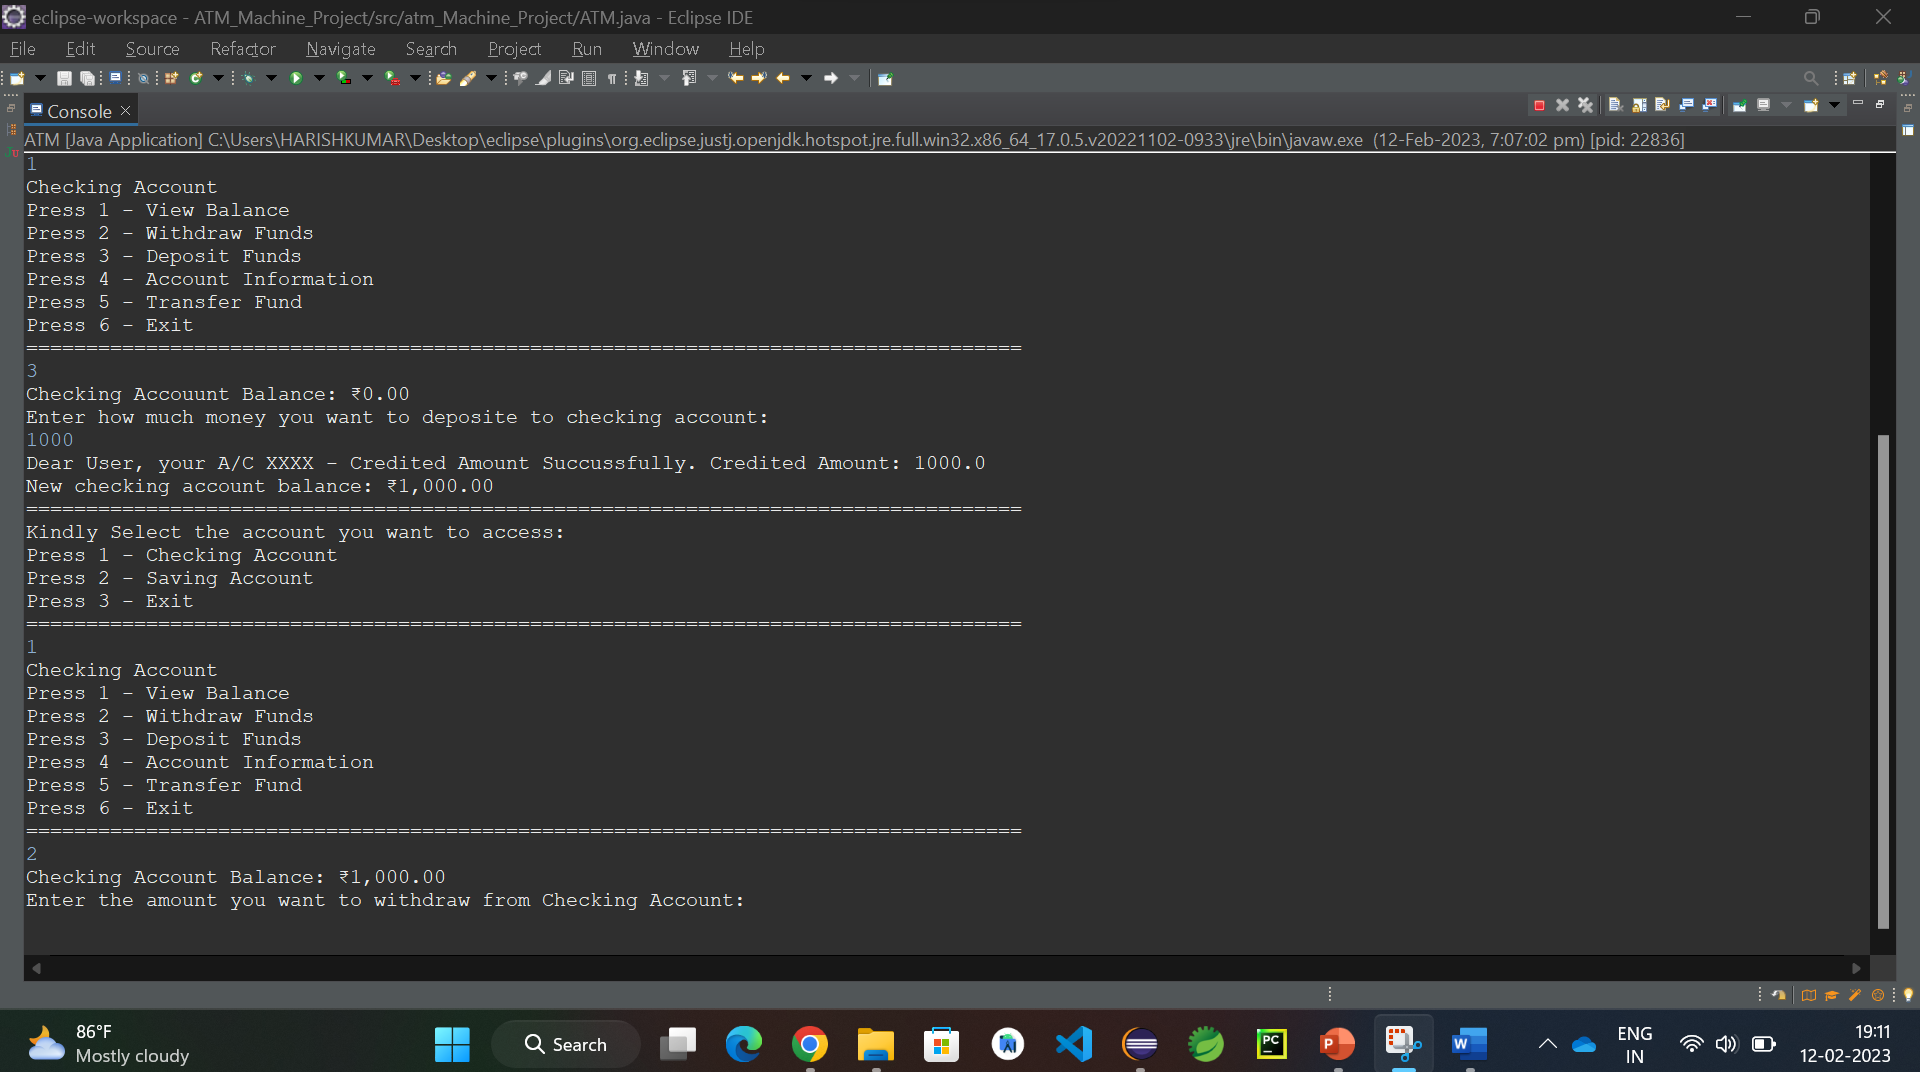 eclipse-workspace - ATM_Machine_Project/src/atm_Machine_Project/ATM.java - Eclipse IDE
File Edit Source Refactor Navigate Search Project Run Window Help
Console
ATM [Java Application] C:\Users\HARISHKUMAR\Desktop\eclipse\plugins\org.eclipse.justj.openjdk.hotspot.jre.full.win32.x86_64_17.0.5.v20221102-0933\jre\bin\javaw.exe (12-Feb-2023, 7:07:02 pm) [pid: 22836]
1
Checking Account
Press 1 - View Balance
Press 2 - Withdraw Funds
Press 3 - Deposit Funds
Press 4 - Account Information
Press 5 - Transfer Fund
Press 6 - Exit
===================================================================================
3
Checking Accouunt Balance: ₹0.00
Enter how much money you want to deposite to checking account:
1000
Dear User, your A/C XXXX - Credited Amount Succussfully. Credited Amount: 1000.0
New checking account balance: ₹1,000.00
===================================================================================
Kindly Select the account you want to access:
Press 1 - Checking Account
Press 2 - Saving Account
Press 3 - Exit
===================================================================================
1
Checking Account
Press 1 - View Balance
Press 2 - Withdraw Funds
Press 3 - Deposit Funds
Press 4 - Account Information
Press 5 - Transfer Fund
Press 6 - Exit
===================================================================================
2
Checking Account Balance: ₹1,000.00
Enter the amount you want to withdraw from Checking Account:
86°F
Mostly cloudy
Search
PC
P
W
ENG
IN
19:11
12-02-2023